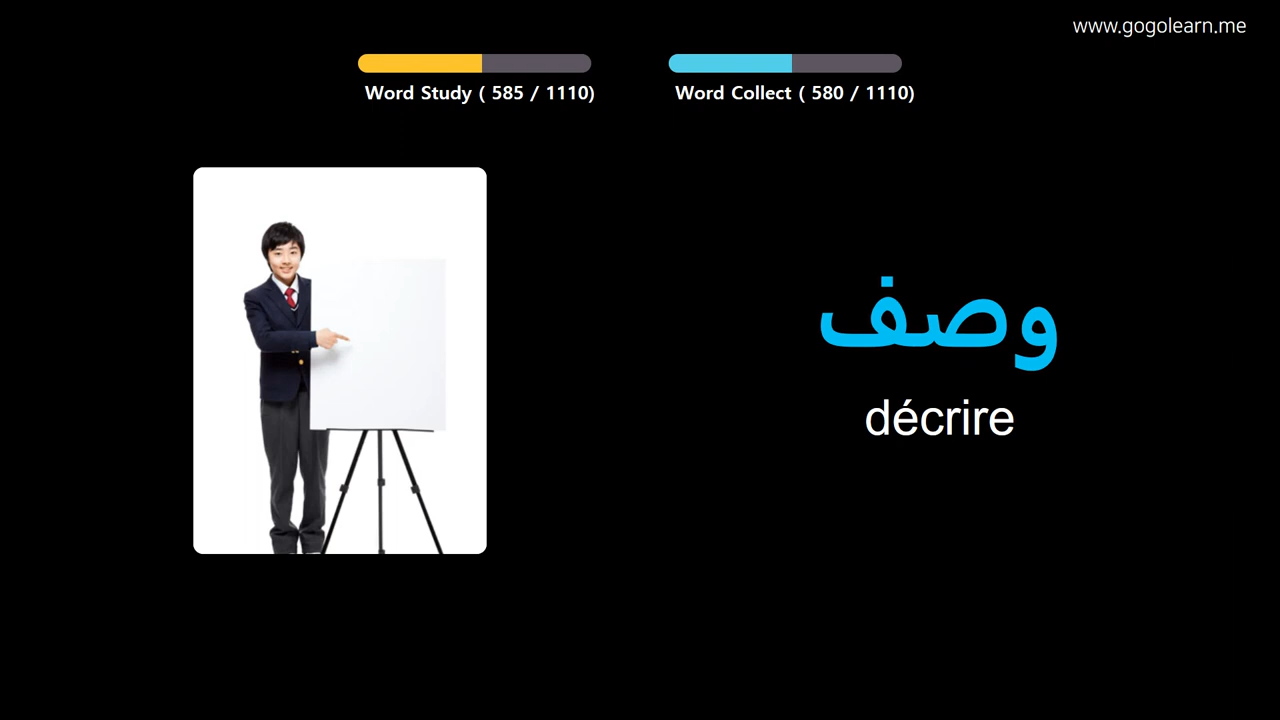 www.gogolearn.me
Word Study ( 585 / 1110)
Word Collect ( 580 / 1110)
وصف
décrire